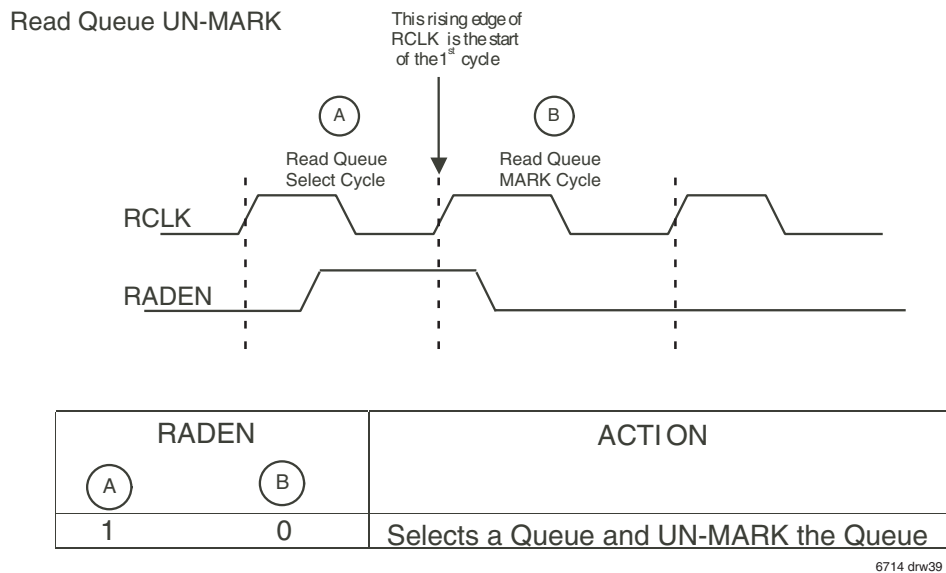 Read Queue UN-MARK
This rising edge of
RCLK is the start
of the 1st cycle
A
B
Read Queue
Select Cycle
Read Queue
MARK Cycle
RCLK
RADEN
RADEN
ACTION
A
B
1 0 Selects a Queue and UN-MARK the Queue
6714 drw39